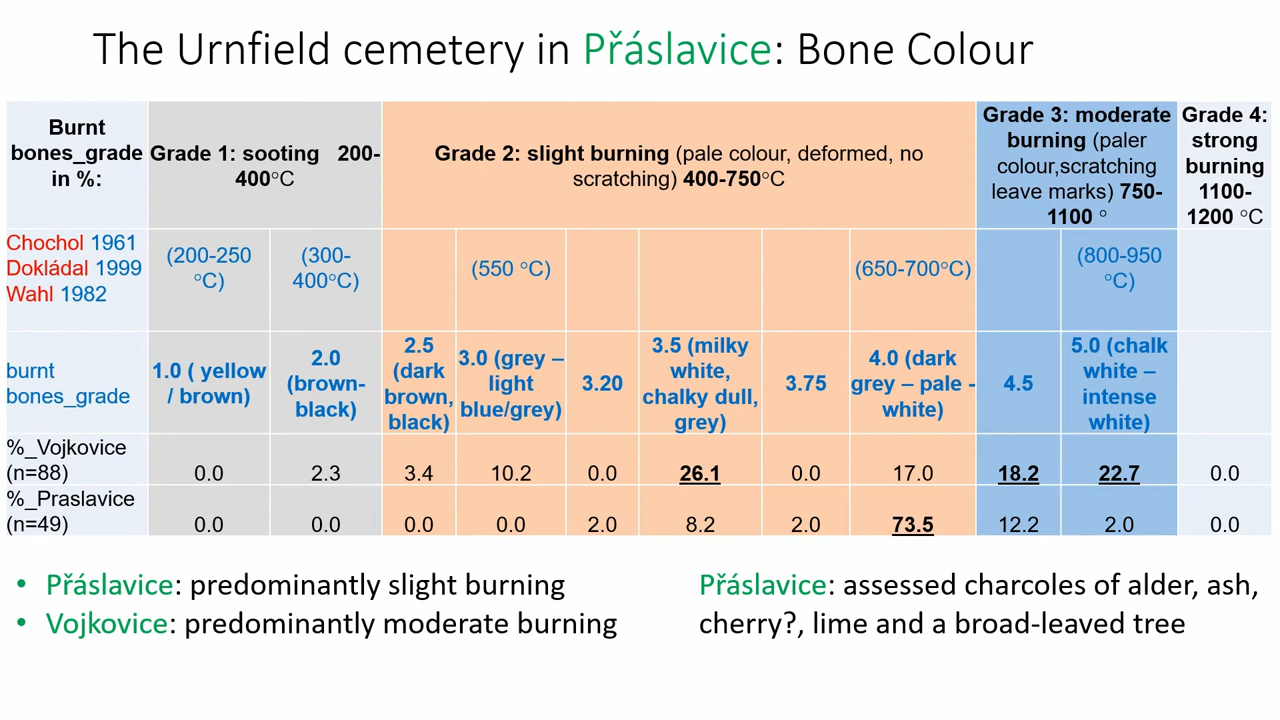 The Urnfield cemetery in Přáslavice: Bone Colour
Burnt
bones_grade
in %:
Grade 1: sooting 200-
400°C
Grade 2: slight burning (pale colour, deformed, no
scratching) 400-750°C
Grade 3: moderate
burning (paler
colour,scratching
leave marks) 750-
1100 °
Grade 4:
strong
burning
1100-
1200 °C
Chochol 1961
Dokládal 1999
Wahl 1982
(200-250
°C)
(300-
400°C)
(550 °C)
(650-700°C)
(800-950
°C)
burnt
bones_grade
1.0 ( yellow
/ brown)
2.0
(brown-
black)
2.5
(dark
brown,
black)
3.0 (grey –
light
blue/grey)
3.20
3.5 (milky
white,
chalky dull,
grey)
3.75
4.0 (dark
grey – pale -
white)
4.5
5.0 (chalk
white –
intense
white)
%_Vojkovice
(n=88) 0.0 2.3 3.4 10.2 0.0 26.1 0.0 17.0 18.2 22.7 0.0
%_Praslavice
(n=49) 0.0 0.0 0.0 0.0 2.0 8.2 2.0 73.5 12.2 2.0 0.0
• Přáslavice: predominantly slight burning
• Vojkovice: predominantly moderate burning
Přáslavice: assessed charcoles of alder, ash,
cherry?, lime and a broad-leaved tree